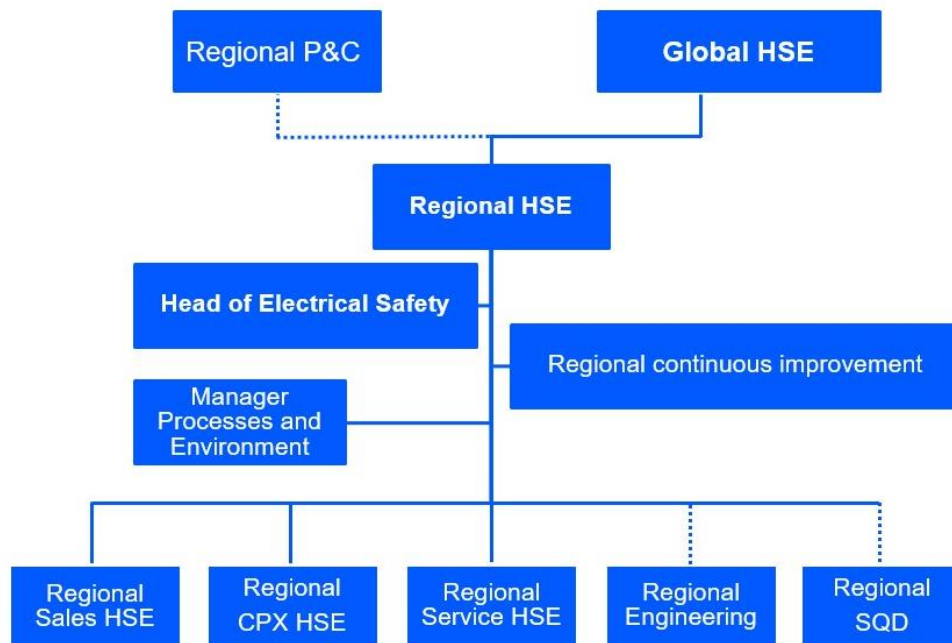 Regional P&C
Global HSE
Regional HSE
Head of Electrical Safety
Regional continuous improvement
Manager
Processes and
Environment
Regional
Sales HSE
Regional
CPX HSE
Regional
Service HSE
Regional
Engineering
Regional
SQD